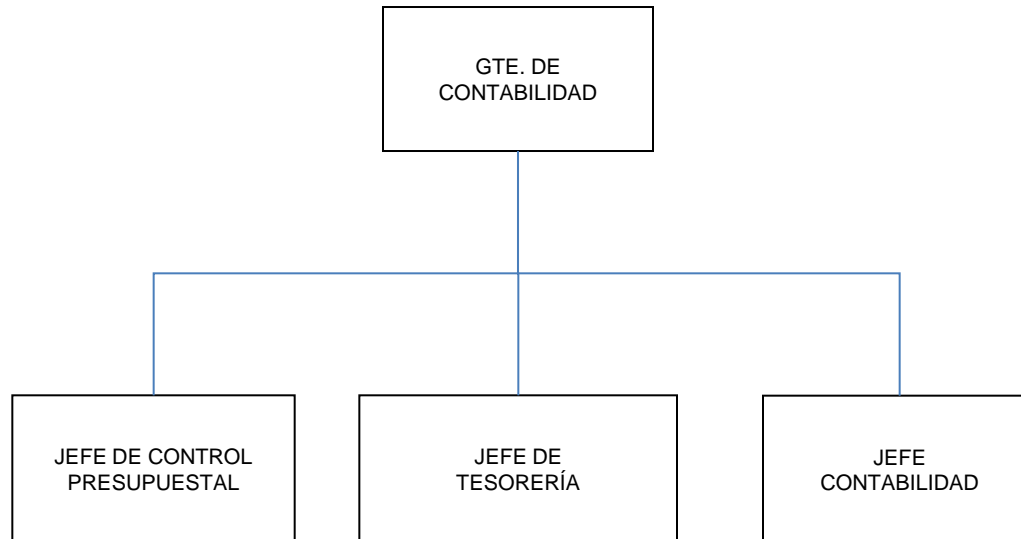 GTE. DE
CONTABILIDAD
JEFE DE CONTROL
PRESUPUESTAL
JEFE DE
TESORERÍA
JEFE
CONTABILIDAD